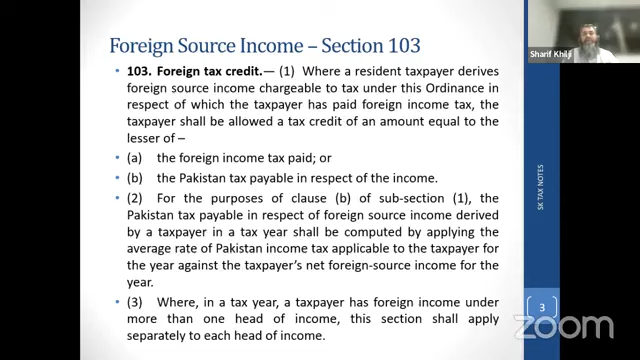 Foreign Source Income – Section 103
Sharif Khilji
• 103. Foreign tax credit.— (1) Where a resident taxpayer derives
foreign source income chargeable to tax under this Ordinance in
respect of which the taxpayer has paid foreign income tax, the
taxpayer shall be allowed a tax credit of an amount equal to the
lesser of –
• (a) the foreign income tax paid; or
• (b) the Pakistan tax payable in respect of the income.
• (2) For the purposes of clause (b) of sub-section (1), the
Pakistan tax payable in respect of foreign source income derived
by a taxpayer in a tax year shall be computed by applying the
average rate of Pakistan income tax applicable to the taxpayer for
the year against the taxpayer's net foreign-source income for the
year.
• (3) Where, in a tax year, a taxpayer has foreign income under
more than one head of income, this section shall apply
separately to each head of income.
SK TAX NOTES
3
zoom